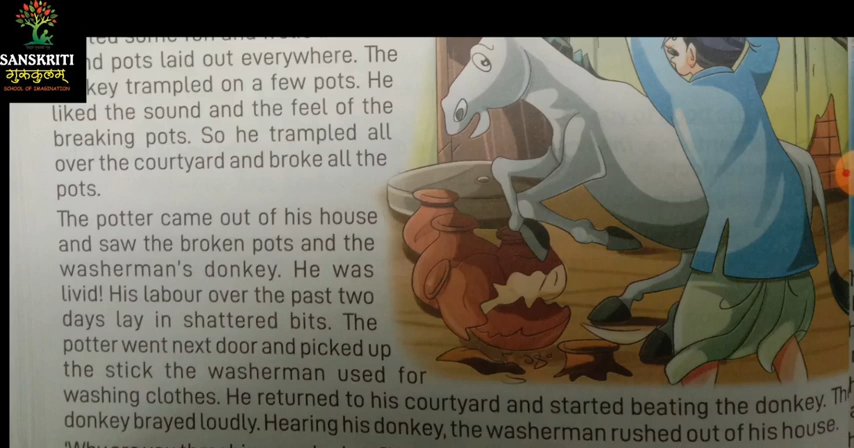 SANSKRITI
गुरुकुलम्
SCHOOL OF IMAGINATION
pots laid out everywhere. The
trampled on a few pots. He
liked the sound and the feel of the
breaking pots. So he trampled all
over the courtyard and broke all the
pots.
The potter came out of his house
and saw the broken pots and the
washerman's donkey. He was
livid! His labour over the past two
days lay in shattered bits. The
potter went next door and picked up
the stick the washerman used for
washing clothes. He returned to his courtyard and started beating the donkey.
donkey brayed loudly. Hearing his donkey, the washerman rushed out of his house.